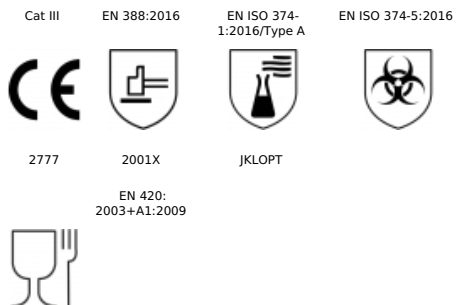 Cat III
EN 388:2016
EN ISO 374-
1:2016/Type A
EN ISO 374-5:2016
CE
2777
2001X
JKLOPT
EN 420:
2003+A1:2009